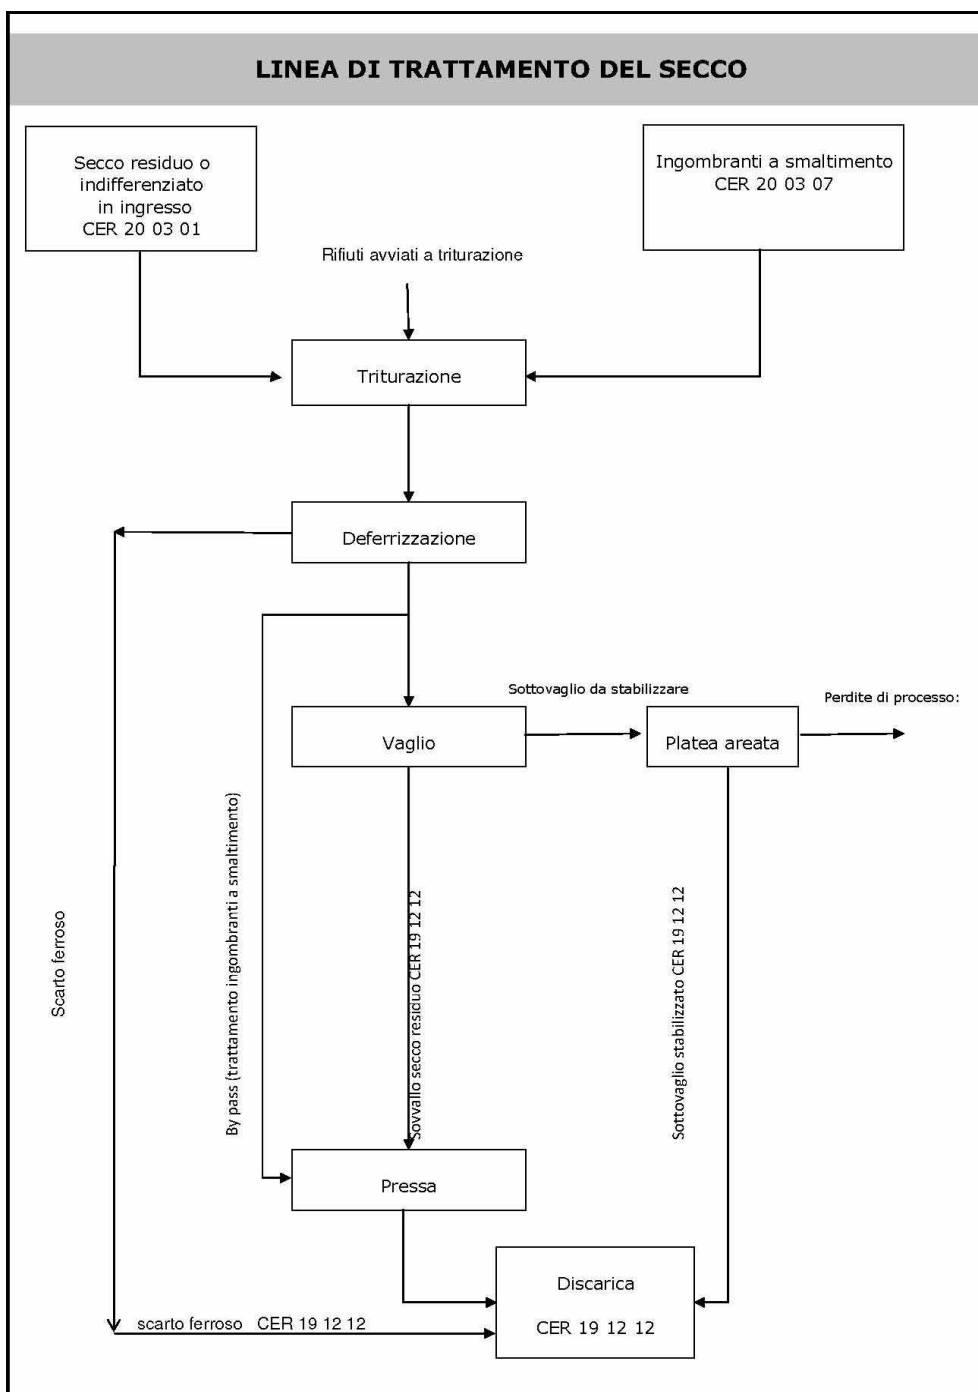 LINEA DI TRATTAMENTO DEL SECCO
Secco residuo o
indifferenziato
in ingresso
CER 20 03 01
Ingombranti a smaltimento
CER 20 03 07
Rifiuti avviati a triturazione
Triturazione
Deferrizzazione
Sottovaglio da stabilizzare
Perdite di processo:
Vaglio
Platea areata
Scarto ferroso
By pass (trattamento ingombranti a smaltimento)
Sovvallo secco residuo CER 19 12 12
Sottovaglio stabilizzato CER 19 12 12
Pressa
Discarica
CER 19 12 12
scarto ferroso CER 19 12 12